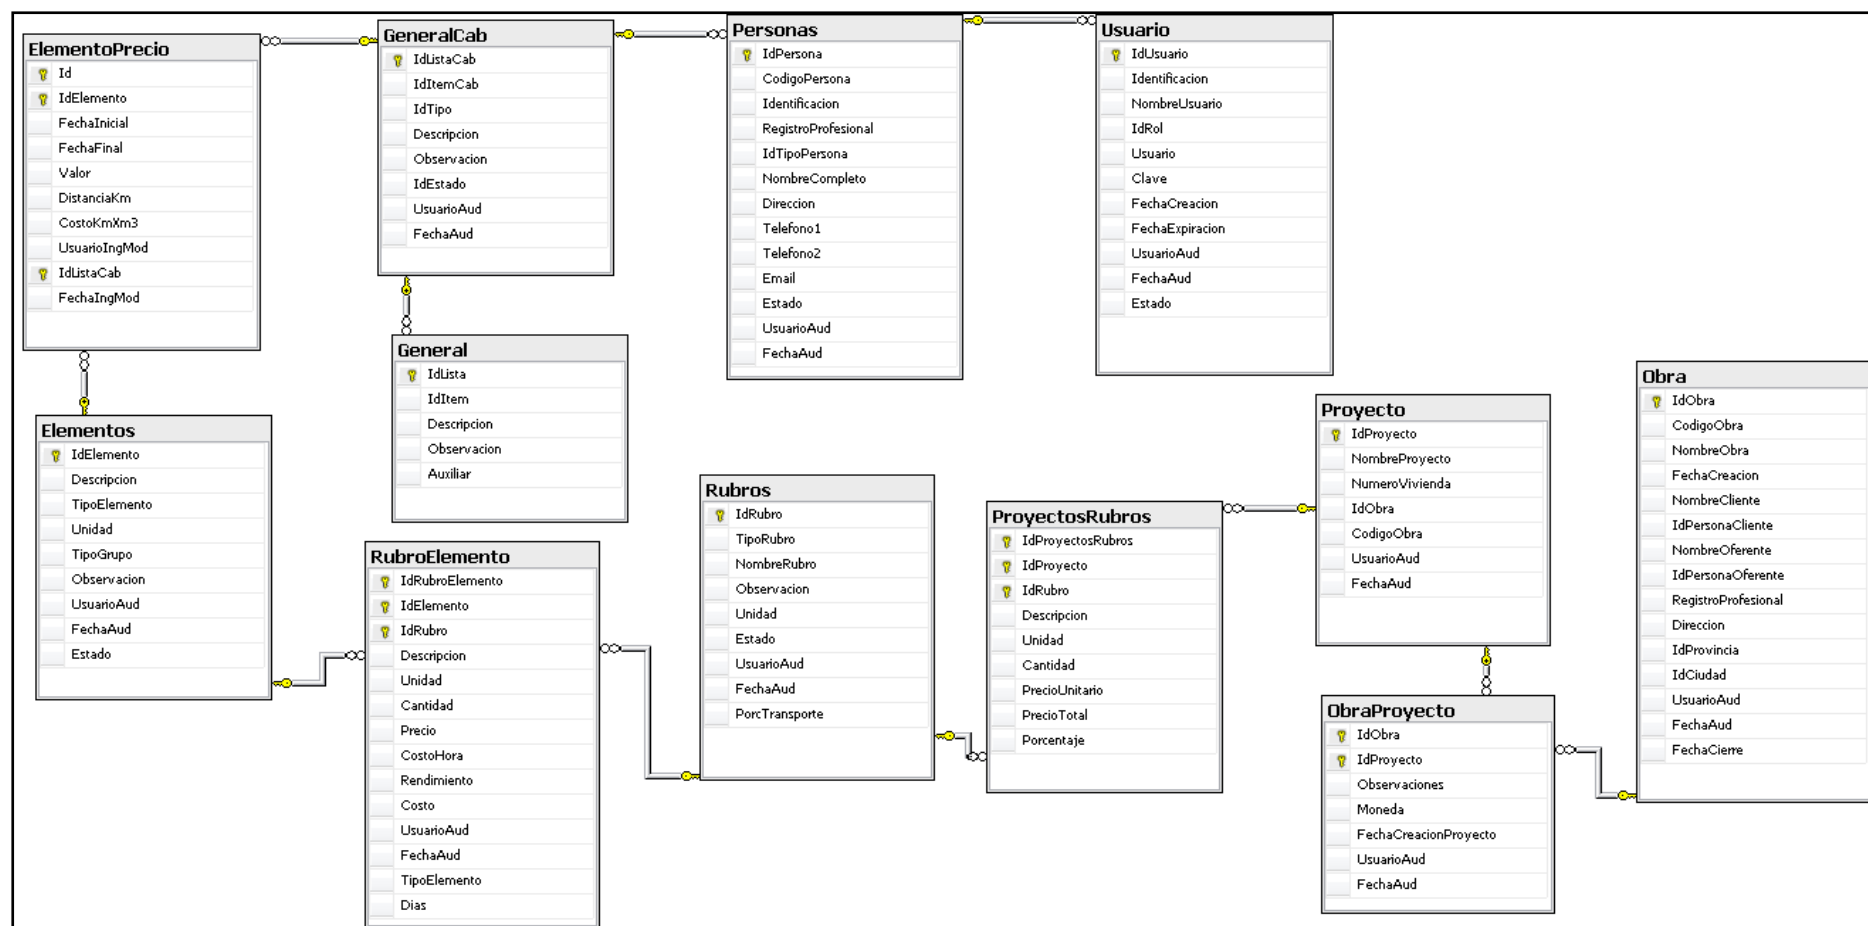 ElementoPrecio
Id
IdElemento
FechaInicial
FechaFinal
Valor
DistanciaKm
CostoKmXm3
UsuarioIngMod
IdListaCab
FechaIngMod
GeneralCab
IdListaCab
IdItemCab
IdTipo
Descripcion
Observacion
IdEstado
UsuarioAud
FechaAud
Personas
IdPersona
CodigoPersona
Identificacion
RegistroProfesional
IdTipoPersona
NombreCompleto
Direccion
Telefono1
Telefono2
Email
Estado
UsuarioAud
FechaAud
Usuario
IdUsuario
Identificacion
NombreUsuario
IdRol
Usuario
Clave
FechaCreacion
FechaExpiracion
UsuarioAud
FechaAud
Estado
General
IdLista
IdItem
Descripcion
Observacion
Auxiliar
Elementos
IdElemento
Descripcion
TipoElemento
Unidad
TipoGrupo
Observacion
UsuarioAud
FechaAud
Estado
RubroElemento
IdRubroElemento
IdElemento
IdRubro
Descripcion
Unidad
Cantidad
Precio
CostoHora
Rendimiento
Costo
UsuarioAud
FechaAud
TipoElemento
Dias
Rubros
IdRubro
TipoRubro
NombreRubro
Observacion
Unidad
Estado
UsuarioAud
FechaAud
PorcTransporte
ProyectosRubros
IdProyectosRubros
IdProyecto
IdRubro
Descripcion
Unidad
Cantidad
PrecioUnitario
PrecioTotal
Porcentaje
Proyecto
IdProyecto
NombreProyecto
NumeroVivienda
IdObra
CodigoObra
UsuarioAud
FechaAud
ObraProyecto
IdObra
IdProyecto
Observaciones
Moneda
FechaCreacionProyecto
UsuarioAud
FechaAud
Obra
IdObra
CodigoObra
NombreObra
FechaCreacion
NombreCliente
IdPersonaCliente
NombreOferente
IdPersonaOferente
RegistroProfesional
Direccion
IdProvincia
IdCiudad
UsuarioAud
FechaAud
FechaCierre